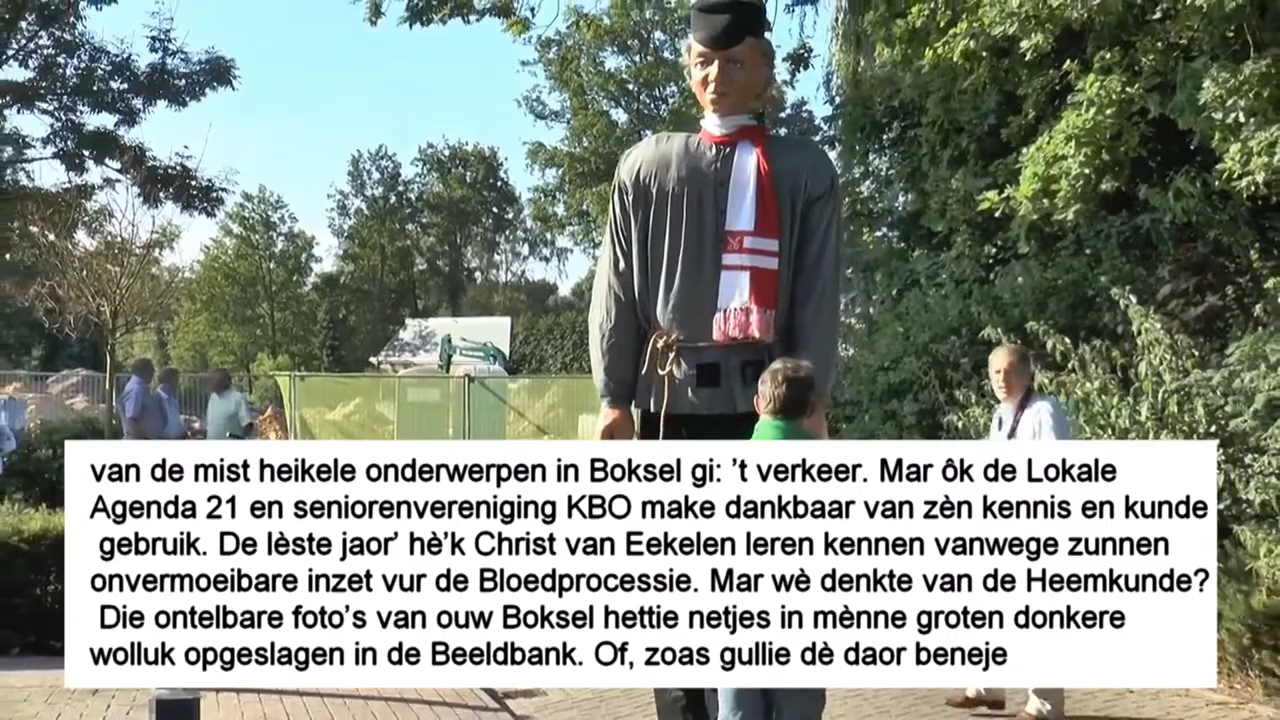 van de mist heikele onderwerpen in Boksel gi: ’t verkeer. Mar ôk de Lokale
Agenda 21 en seniorenvereniging KBO make dankbaar van zèn kennis en kunde
gebruik. De lèste jaor’ hè’k Christ van Eekelen leren kennen vanwege zunnen
onvermoeibare inzet vur de Bloedprocessie. Mar wè denkte van de Heemkunde?
Die ontelbare foto’s van ouw Boksel hettie netjes in mènne groten donkere
wolluk opgeslagen in de Beeldbank. Of, zoas gullie dè daor beneje